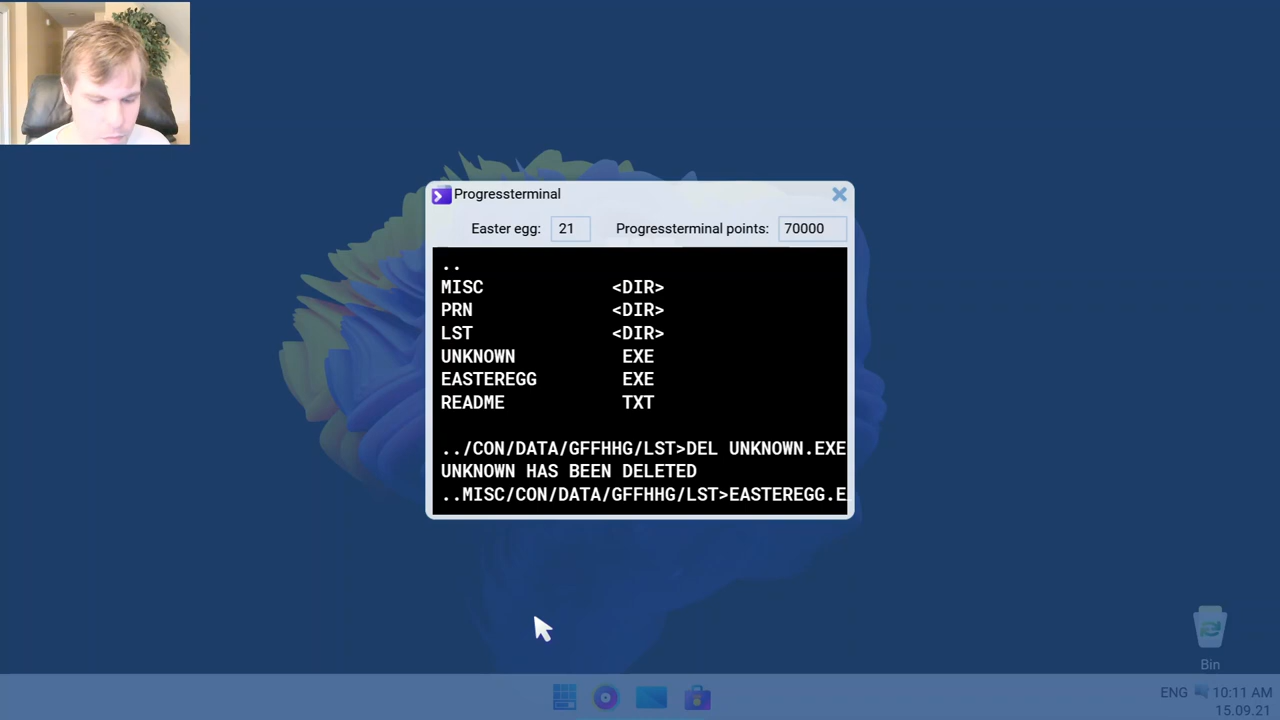 Progressterminal
Easter egg: 21 Progressterminal points: 70000
..
MISC <DIR>
PRN <DIR>
LST <DIR>
UNKNOWN EXE
EASTEREGG EXE
README TXT
../CON/DATA/GFFHHG/LST>DEL UNKNOWN.EXE
UNKNOWN HAS BEEN DELETED
..MISC/CON/DATA/GFFHHG/LST>EASTEREGG.E
Bin
ENG 10:11 AM
15.09.21